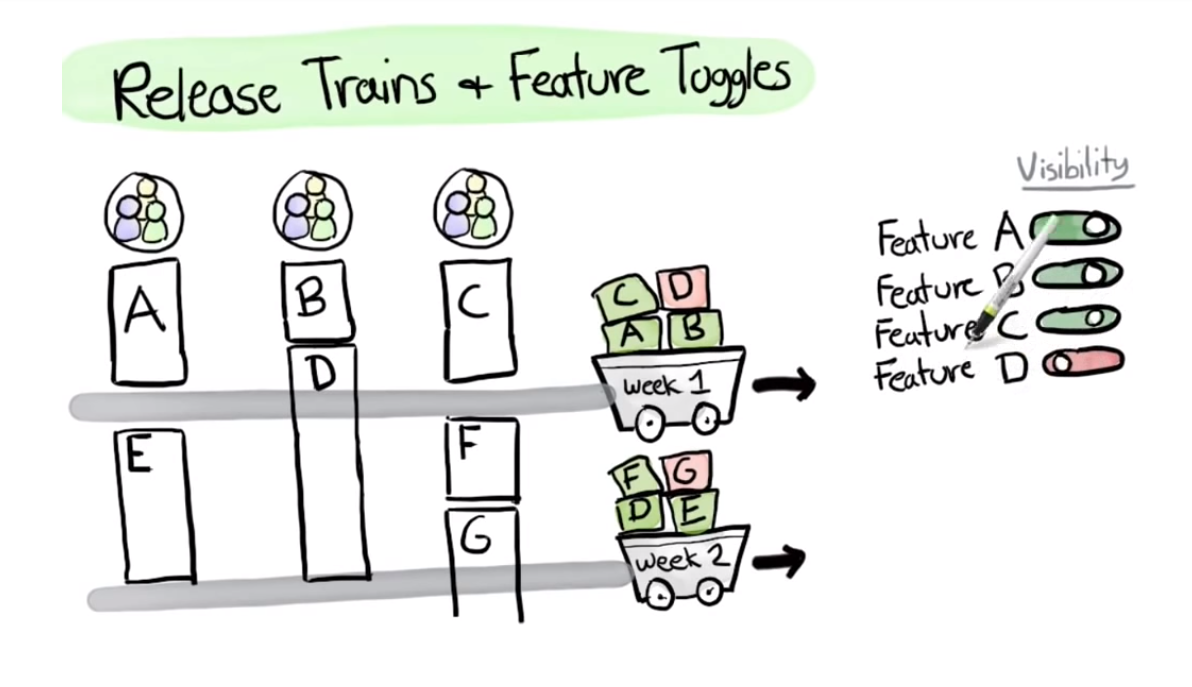 Release Trains + Feature Toggles
Visibility
Feature A
Feature B
Feature C
Feature D
A
B
C
D
E
F
G
C D
A B
week 1
F G
D E
week 2